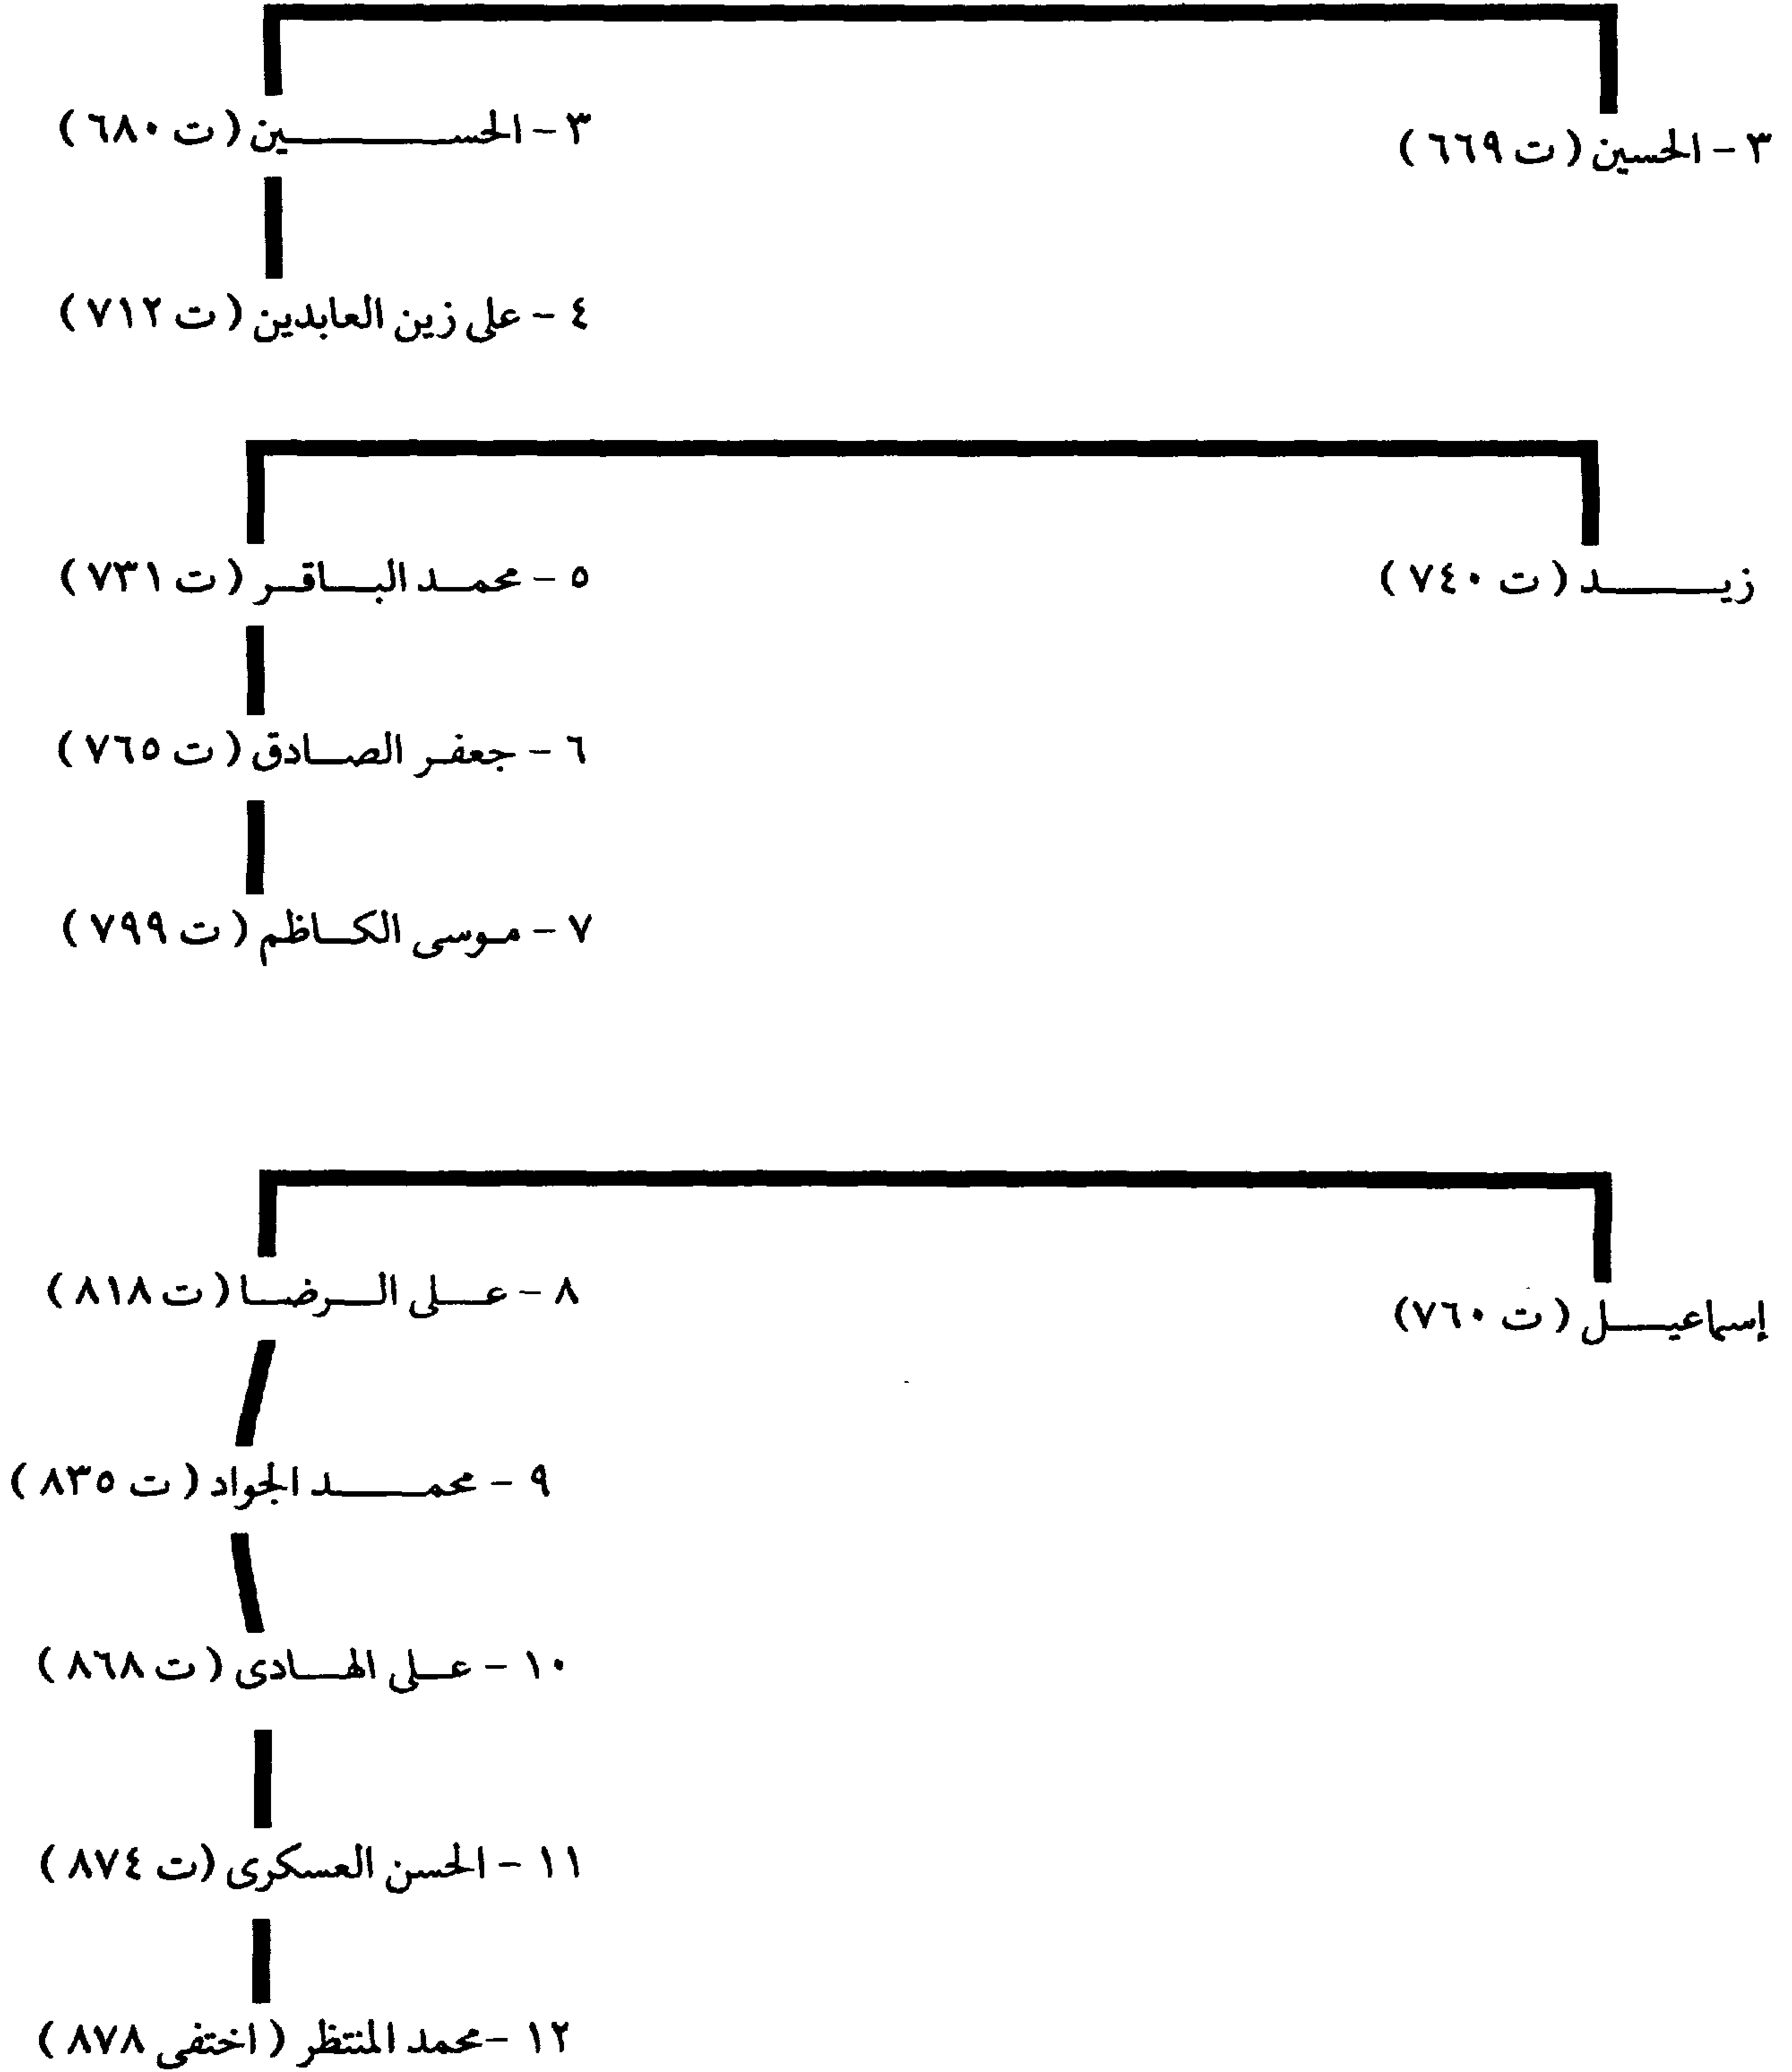 ٣ - الحسين (ت ٦٦٩)
٣ - الحسين (ت ٦٨٠)
٤ - على زين العابدين (ت ٧١٢)
زيد (ت ٧٤٠)
٥ - محمد الباقر (ت ٧٣١)
٦ - جعفر الصادق (ت ٧٦٥)
٧ - موسى الكاظم (ت ٧٩٩)
إسماعيل (ت ٧٦٠)
٨ - على الرضا (ت ٨١٨)
٩ - محمد الجواد (ت ٨٣٥)
١٠ - على الهادى (ت ٨٦٨)
١١ - الحسن العسكرى (ت ٨٧٤)
١٢ - محمد المنتظر (اختفى ٨٧٨)